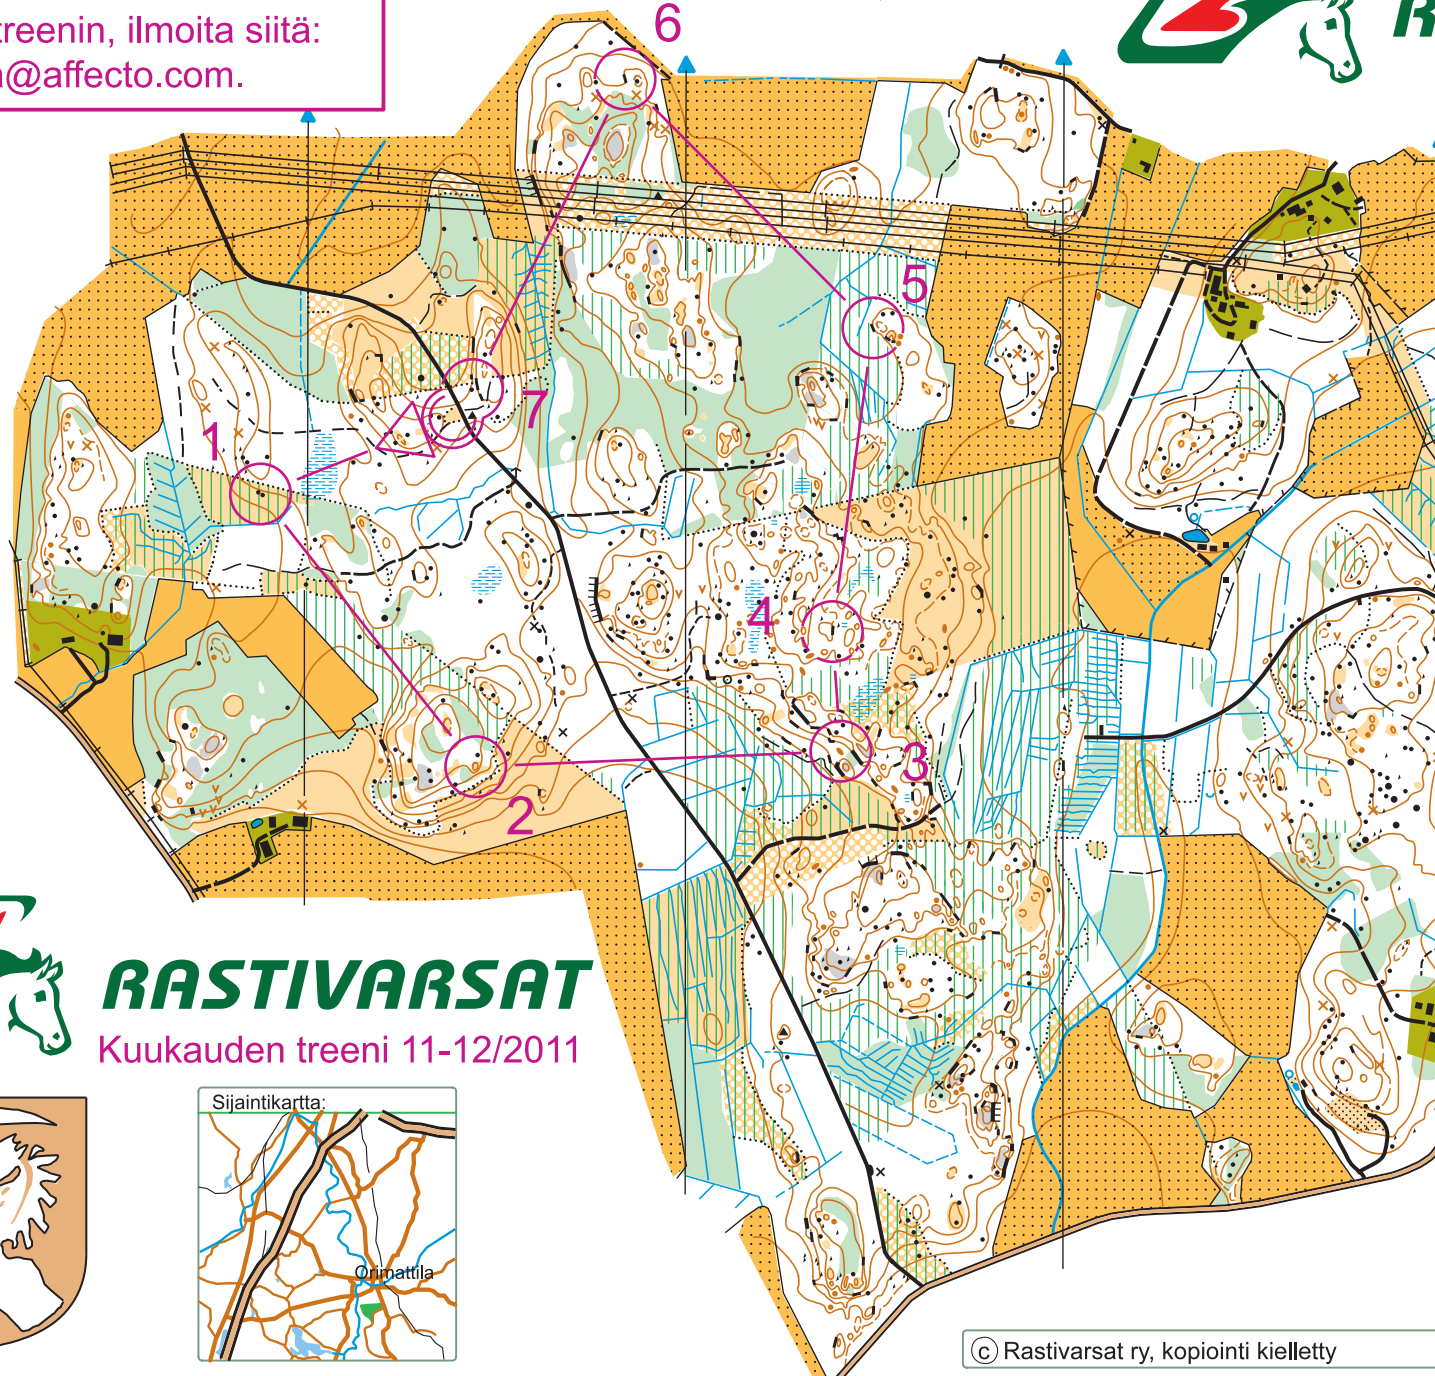 treenin, ilmoita siitä:
@affecto.com.
6
R
5
7
1
4
3
2
RASTIVARSAT
Kuukauden treeni 11-12/2011
Sijaintikartta:
Orimattila
E
© Rastivarsat ry, kopiointi kielletty